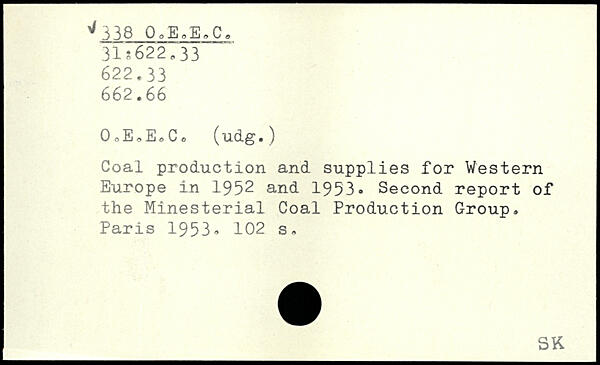 ✓338 O.E.E.C.
31:622.33
622.33
662.66
O.E.E.C. (udg.)
Coal production and supplies for Western
Europe in 1952 and 1953. Second report of
the Minesterial Coal Production Group.
Paris 1953. 102 s.
SK